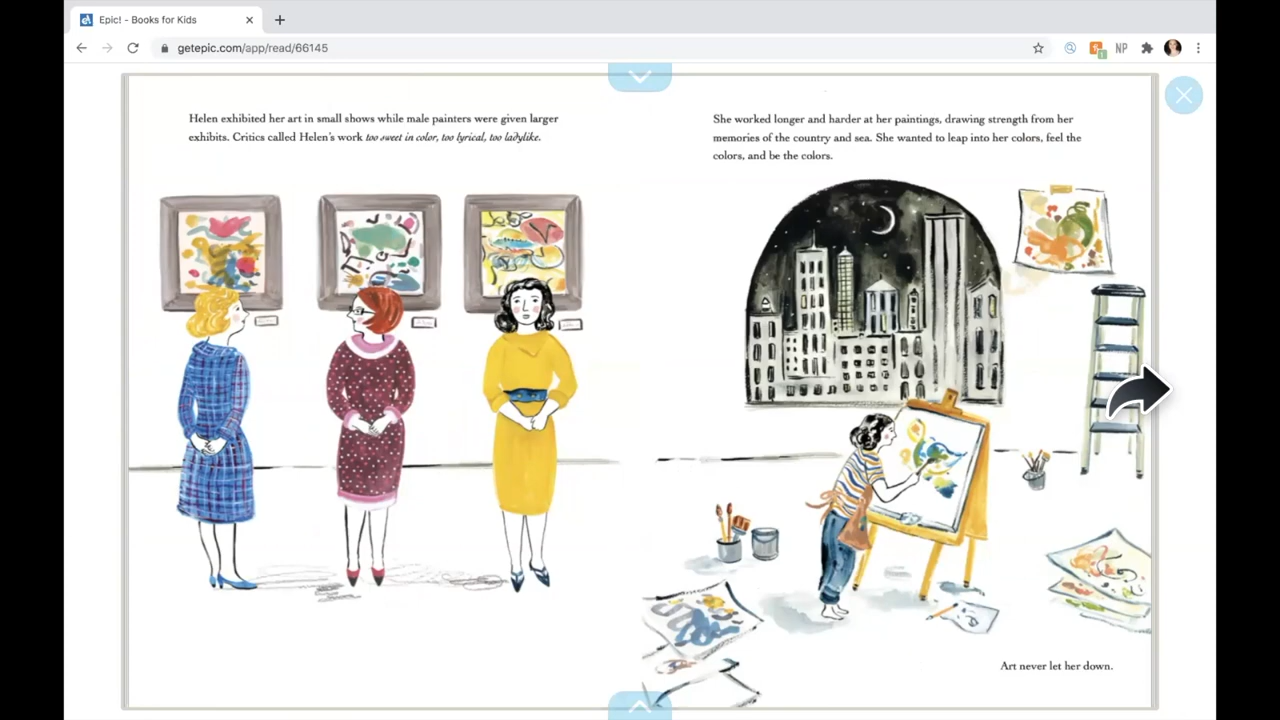 Epic! - Books for Kids
getepic.com/app/read/66145
NP
Helen exhibited her art in small shows while male painters were given larger
exhibits. Critics called Helen's work too sweet in color, too lyrical, too ladylike.
She worked longer and harder at her paintings, drawing strength from her
memories of the country and sea. She wanted to leap into her colors, feel the
colors, and be the colors.
Art never let her down.